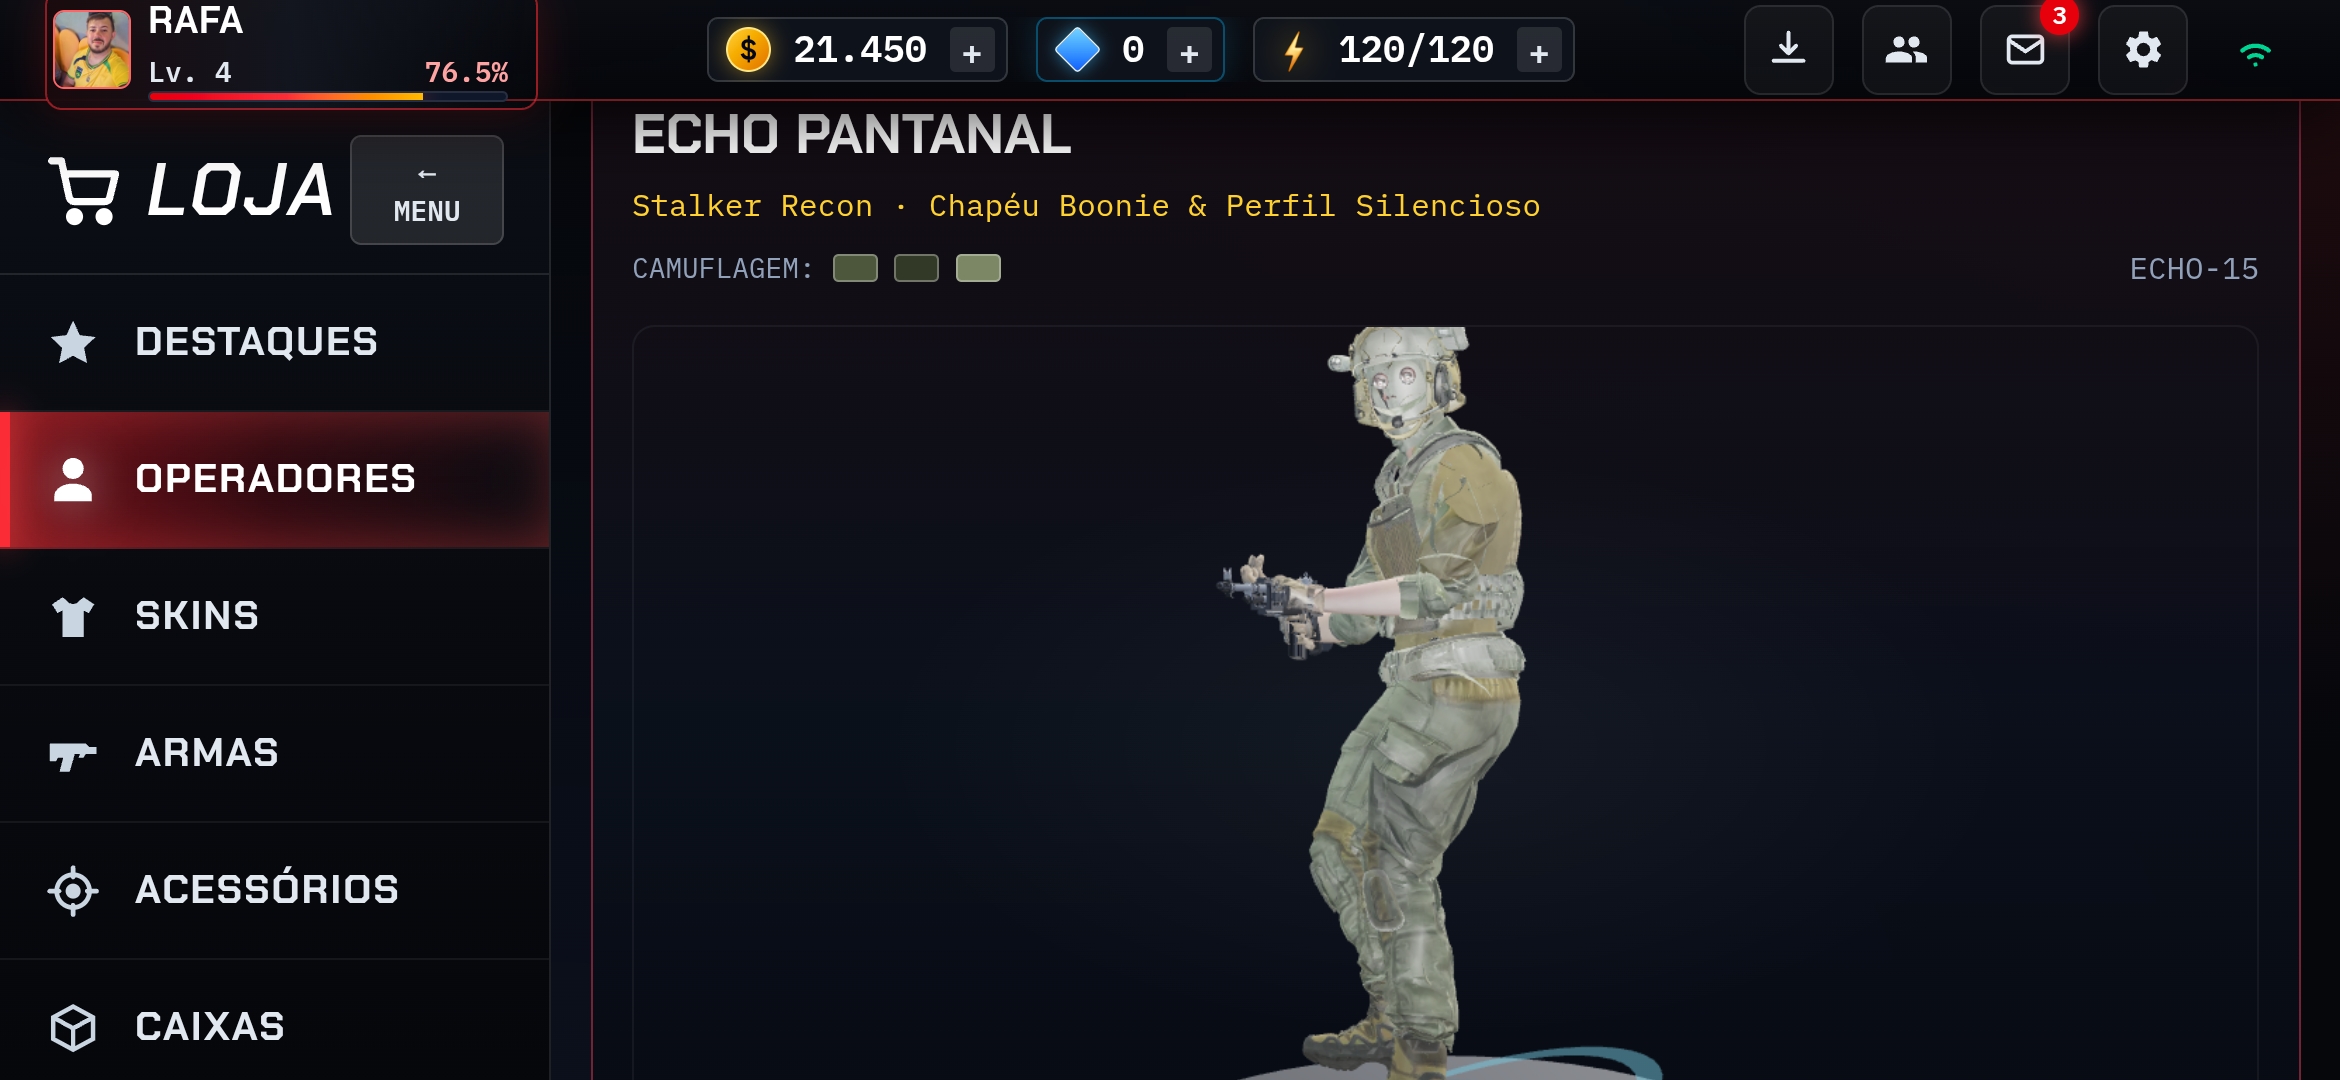 RAFA
Lv. 4 76.5%
$ 21.450 +
0 +
120/120 +
3
LOJA
← MENU
DESTAQUES
OPERADORES
SKINS
ARMAS
ACESSÓRIOS
CAIXAS
ECHO PANTANAL
Stalker Recon · Chapéu Boonie & Perfil Silencioso
CAMUFLAGEM:
ECHO-15